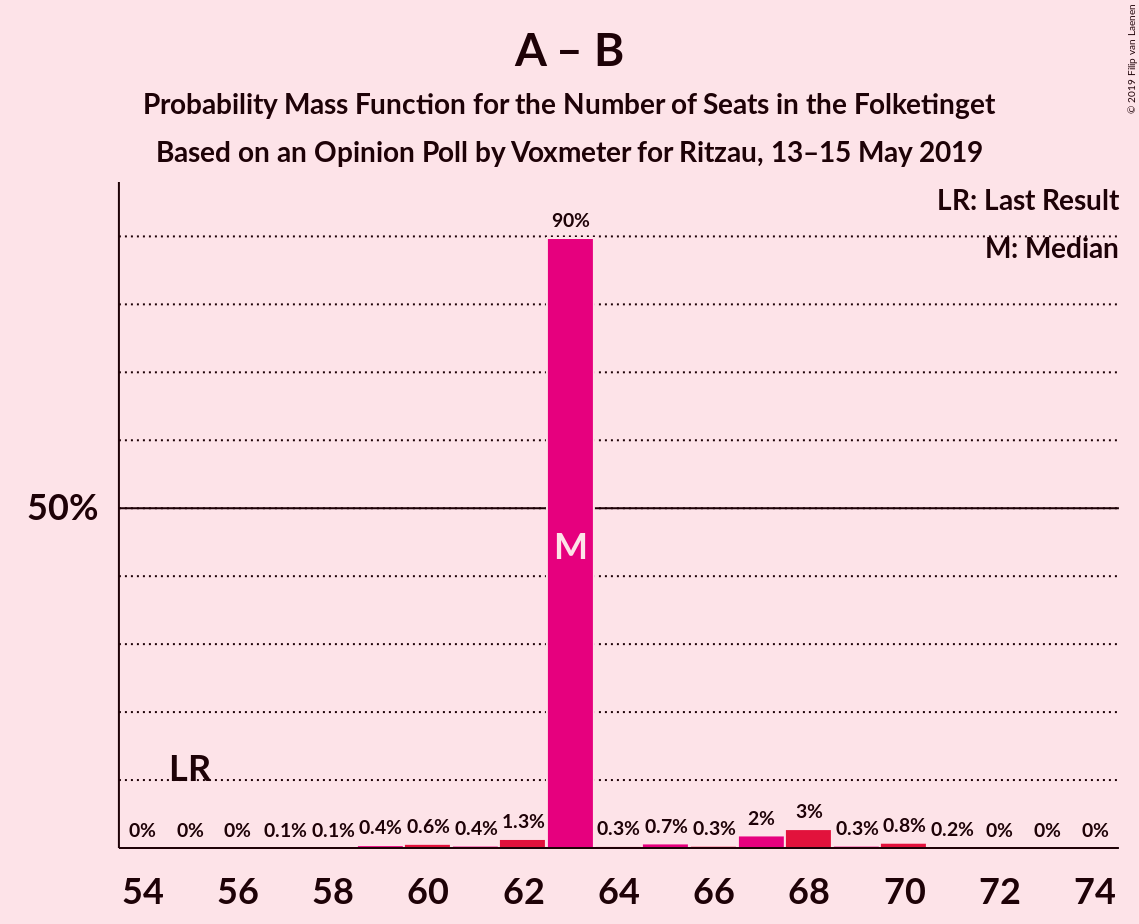 A – B
Probability Mass Function for the Number of Seats in the Folketinget
Based on an Opinion Poll by Voxmeter for Ritzau, 13–15 May 2019
© 2019 Filip van Laenen
LR: Last Result
M: Median
90%
50%
M
LR
0% 0% 0% 0.1% 0.1% 0.4% 0.6% 0.4% 1.3% 0.3% 0.7% 0.3% 2% 3% 0.3% 0.8% 0.2% 0% 0% 0%
54 56 58 60 62 64 66 68 70 72 74